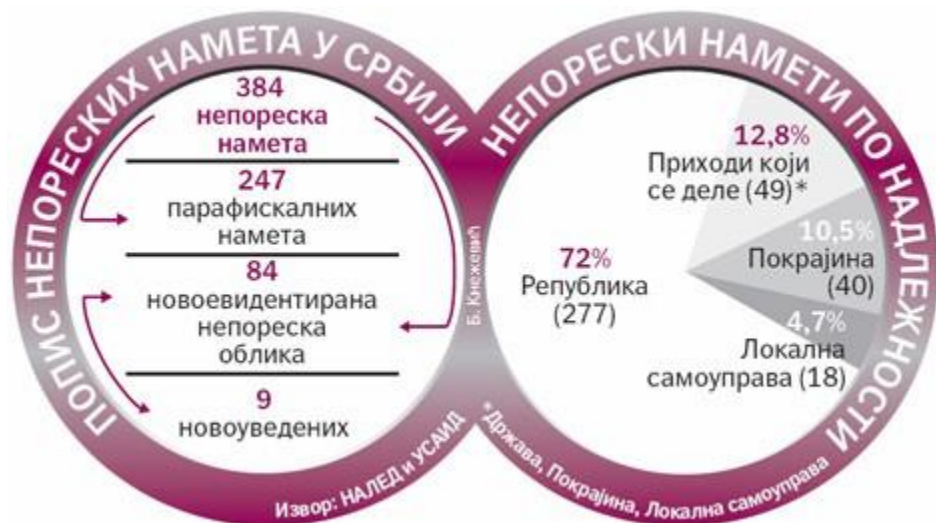 ПОПИС НЕПОРЕСКИХ НАМЕТА У СРБИЈИ
384
непореска
намета
247
парафискалних
намета
84
новоевидентирана
непореска
облика
9
новоуведених
Извор: НАЛЕД и УСАИД
Б. Кнежевић
НЕПОРЕСКИ НАМЕТИ ПО НАДЛЕЖНОСТИ
12,8%
Приходи који
се деле (49)*
10,5%
Покрајина
(40)
72%
Република
(277)
4,7%
Локална
самоуправа (18)
*Држава, Покрајина, Локална самоуправа